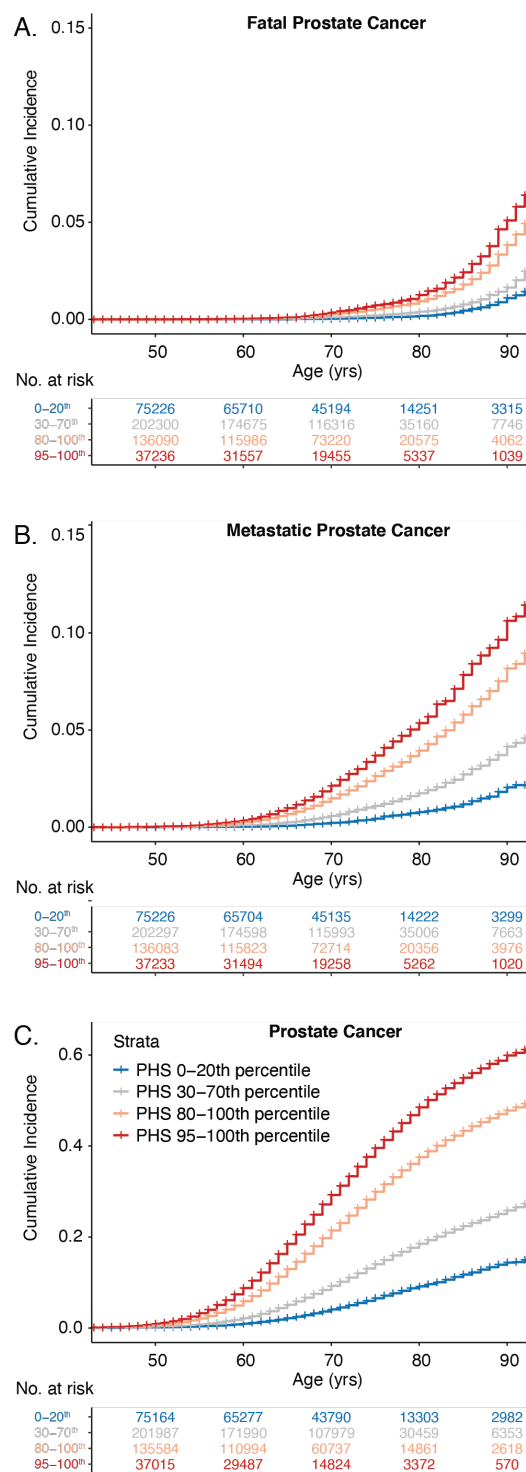 A.
Fatal Prostate Cancer
0.15
0.10
0.05
0.00
Cumulative Incidence
50 60 70 80 90
Age (yrs)
No. at risk
0–20th 75226 65710 45194 14251 3315
30–70th 202300 174675 116316 35160 7746
80–100th 136090 115986 73220 20575 4062
95–100th 37236 31557 19455 5337 1039
B.
Metastatic Prostate Cancer
0.15
0.10
0.05
0.00
Cumulative Incidence
50 60 70 80 90
Age (yrs)
No. at risk
0–20th 75226 65704 45135 14222 3299
30–70th 202297 174598 115993 35006 7663
80–100th 136083 115823 72714 20356 3976
95–100th 37233 31494 19258 5262 1020
C.
Prostate Cancer
Strata
PHS 0–20th percentile
PHS 30–70th percentile
PHS 80–100th percentile
PHS 95–100th percentile
0.6
0.4
0.2
0.0
Cumulative Incidence
50 60 70 80 90
Age (yrs)
No. at risk
0–20th 75164 65277 43790 13303 2982
30–70th 201987 171990 107979 30459 6353
80–100th 135584 110994 60737 14861 2618
95–100th 37015 29487 14824 3372 570